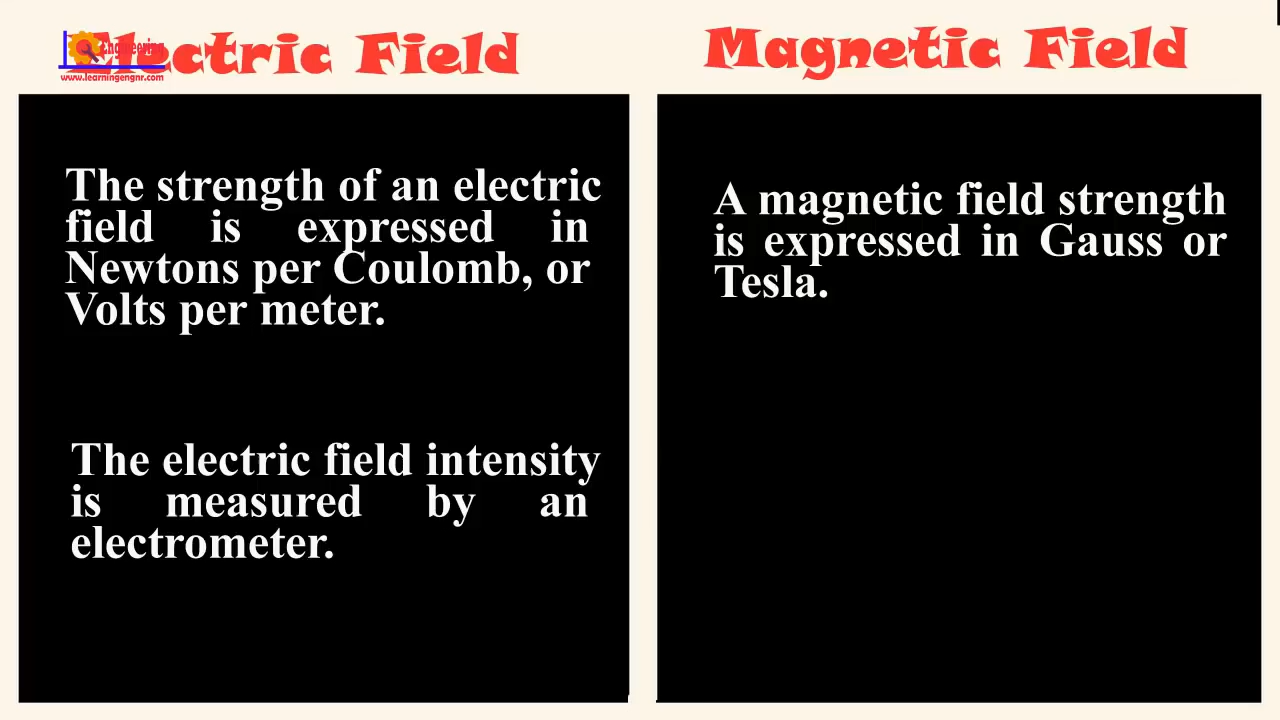 Electric Field
Engineering
www.learningengnr.com
The strength of an electric
field is expressed in
Newtons per Coulomb, or
Volts per meter.
The electric field intensity
is measured by an
electrometer.
Magnetic Field
A magnetic field strength
is expressed in Gauss or
Tesla.